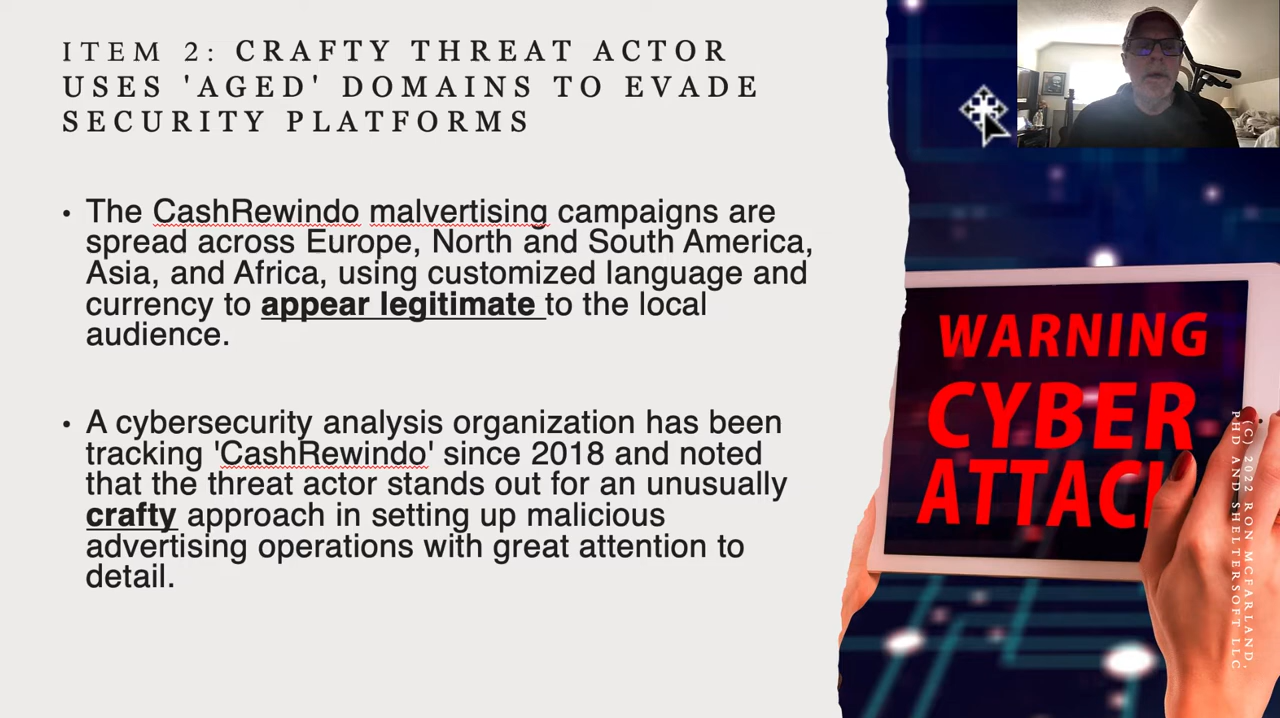 ITEM 2: CRAFTY THREAT ACTOR
USES 'AGED' DOMAINS TO EVADE
SECURITY PLATFORMS
• The CashRewindo malvertising campaigns are
spread across Europe, North and South America,
Asia, and Africa, using customized language and
currency to appear legitimate to the local
audience.
• A cybersecurity analysis organization has been
tracking 'CashRewindo' since 2018 and noted
that the threat actor stands out for an unusually
crafty approach in setting up malicious
advertising operations with great attention to
detail.
WARNING
CYBER
ATTAC
(C) 2022 RON MCFARLAND,
PHD AND SHELTERSOFT LLC